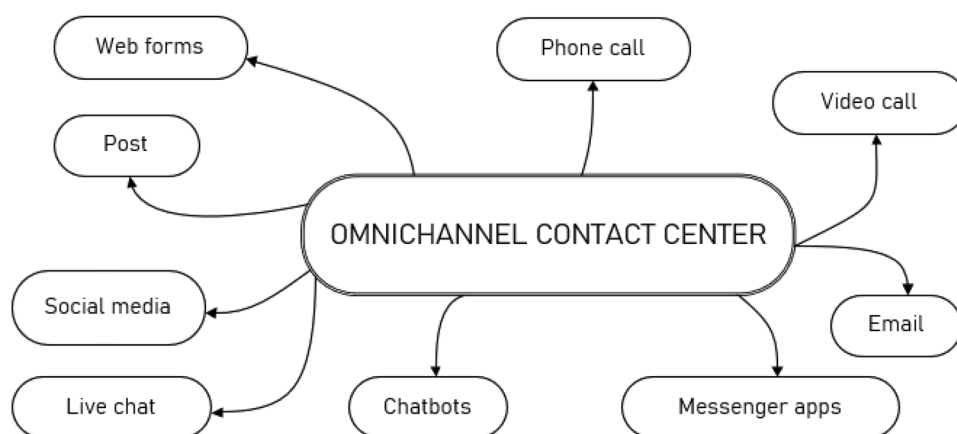 Web forms
Phone call
Video call
Post
OMNICHANNEL CONTACT CENTER
Social media
Email
Live chat
Chatbots
Messenger apps